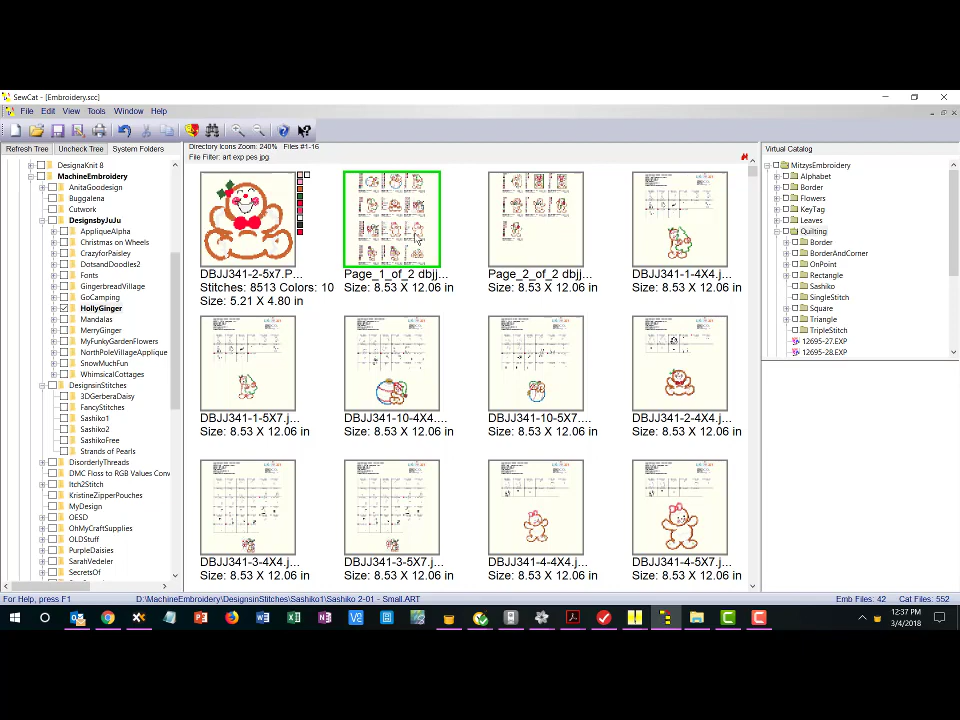 SewCat - [Embroidery.scc]
File Edit View Tools Window Help
Refresh Tree Uncheck Tree System Folders
Directory Icons Zoom: 240% Files #1-16
File Filter: art exp pes jpg
Virtual Catalog
DesignaKnit 8
MachineEmbroidery
AnitaGoodesign
Buggalena
Cutwork
DesignsbyJuJu
AppliqueAlpha
Christmas on Wheels
CrazyforPaisley
DotsandDoodles2
Fonts
GingerbreadVillage
GoCamping
HollyGinger
Mandalas
MerryGinger
MyFunkyGardenFlowers
NorthPoleVillageApplique
SnowMuchFun
WhimsicalCottages
DesignsinStitches
3DGerberaDaisy
FancyStitches
Sashiko1
Sashiko2
SashikoFree
Strands of Pearls
DisorderlyThreads
DMC Floss to RGB Values Conv
Itch2Stitch
KristineZipperPouches
MyDesign
OESD
OhMyCraftSupplies
OLDStuff
PurpleDaisies
SarahVedeler
SecretsOf
DBJJ341-2-5x7.P...
Stitches: 8513 Colors: 10
Size: 5.21 X 4.80 in
Page_1_of_2 dbjj...
Size: 8.53 X 12.06 in
Page_2_of_2 dbjj...
Size: 8.53 X 12.06 in
DBJJ341-1-4X4.j...
Size: 8.53 X 12.06 in
DBJJ341-1-5X7.j...
Size: 8.53 X 12.06 in
DBJJ341-10-4X4....
Size: 8.53 X 12.06 in
DBJJ341-10-5X7....
Size: 8.53 X 12.06 in
DBJJ341-2-4X4.j...
Size: 8.53 X 12.06 in
DBJJ341-3-4X4.j...
Size: 8.53 X 12.06 in
DBJJ341-3-5X7.j...
Size: 8.53 X 12.06 in
DBJJ341-4-4X4.j...
Size: 8.53 X 12.06 in
DBJJ341-4-5X7.j...
Size: 8.53 X 12.06 in
MitzysEmbroidery
Alphabet
Border
Flowers
KeyTag
Leaves
Quilting
Border
BorderAndCorner
OnPoint
Rectangle
Sashiko
SingleStitch
Square
Triangle
TripleStitch
12695-27.EXP
12695-28.EXP
For Help, press F1
D:\MachineEmbroidery\DesignsinStitches\Sashiko1\Sashiko 2-01 - Small.ART
Emb Files: 42 Cat Files: 552
12:37 PM
3/4/2018